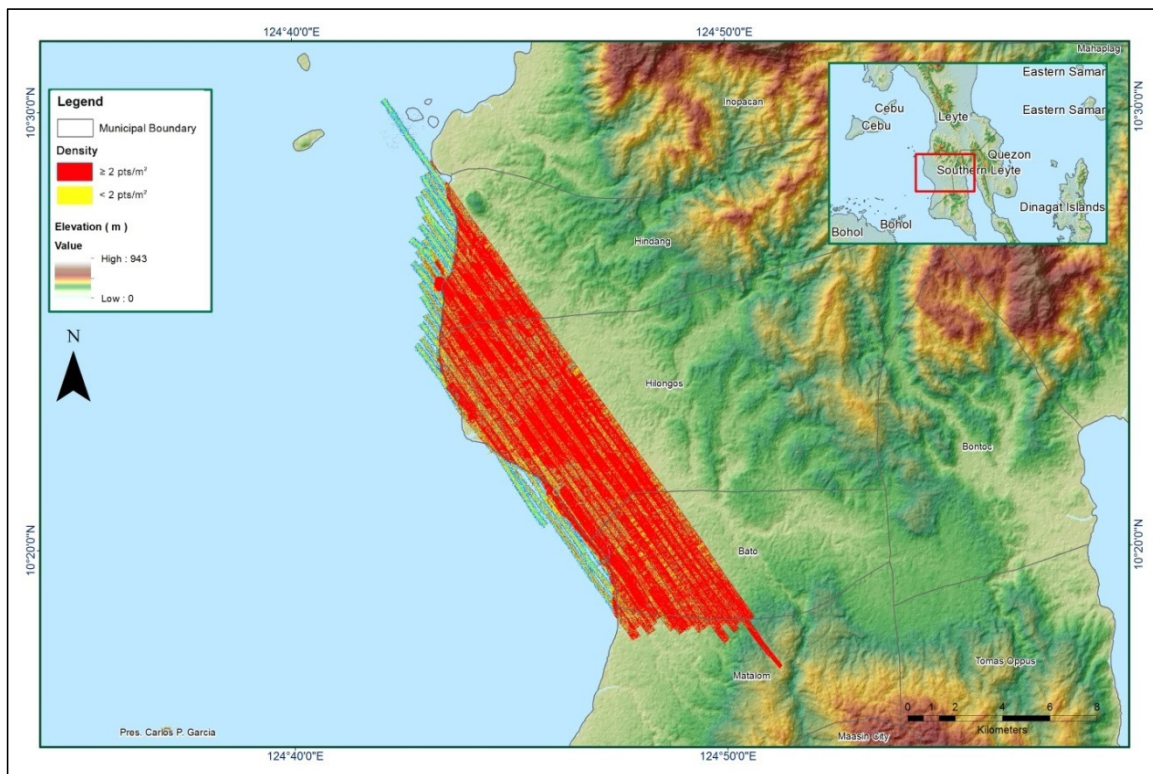 124°40'0"E
124°50'0"E
10°30'0"N
10°30'0"N
Legend
Municipal Boundary
Density
≥ 2 pts/m²
< 2 pts/m²
Elevation ( m )
Value
High : 943
Low : 0
N
Mahaplag
Inopacan
Eastern Samar
Cebu
Eastern Samar
Leyte
Cebu
Quezon
Southern Leyte
Dinagat Islands
Bohol
Bohol
Hindang
Hilongos
Bontoc
Bato
10°20'0"N
10°20'0"N
Tomas Oppus
Matalom
0 1 2 4 6 8
Kilometers
Pres. Carlos P. Garcia
Maasin City
124°40'0"E
124°50'0"E